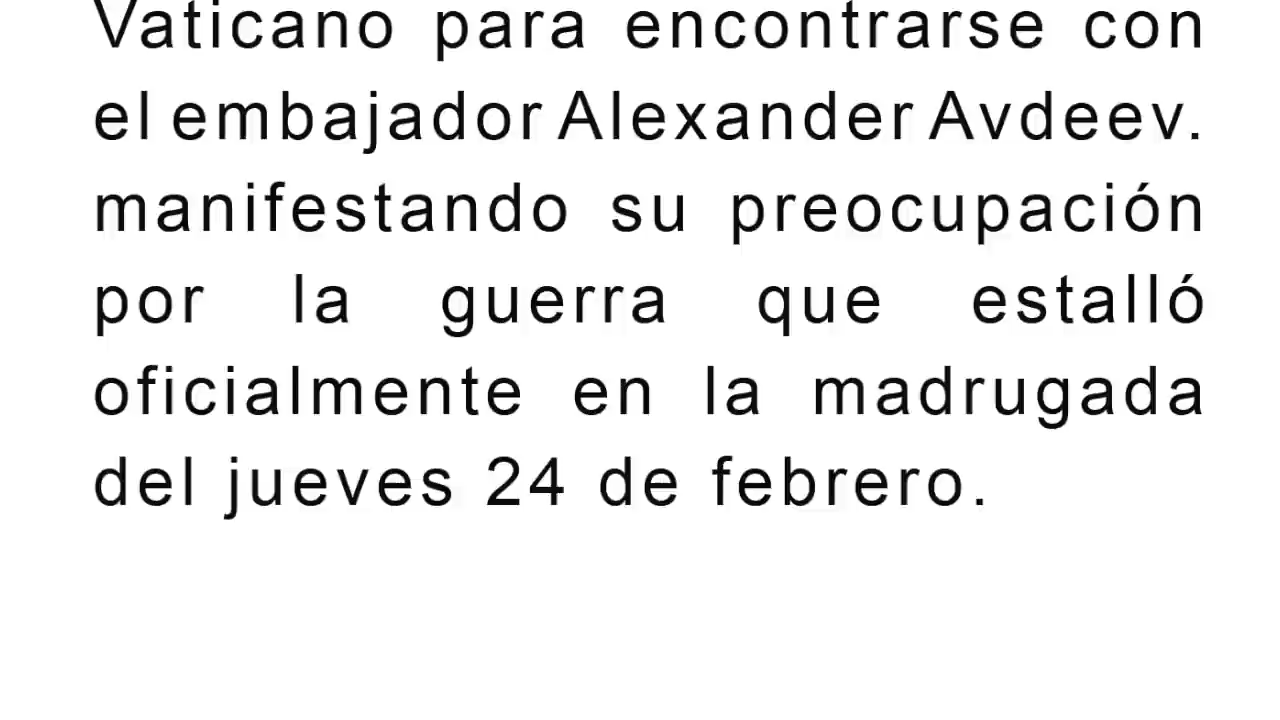 Vaticano para encontrarse con
el embajador Alexander Avdeev.
manifestando su preocupación
por la guerra que estalló
oficialmente en la madrugada
del jueves 24 de febrero.